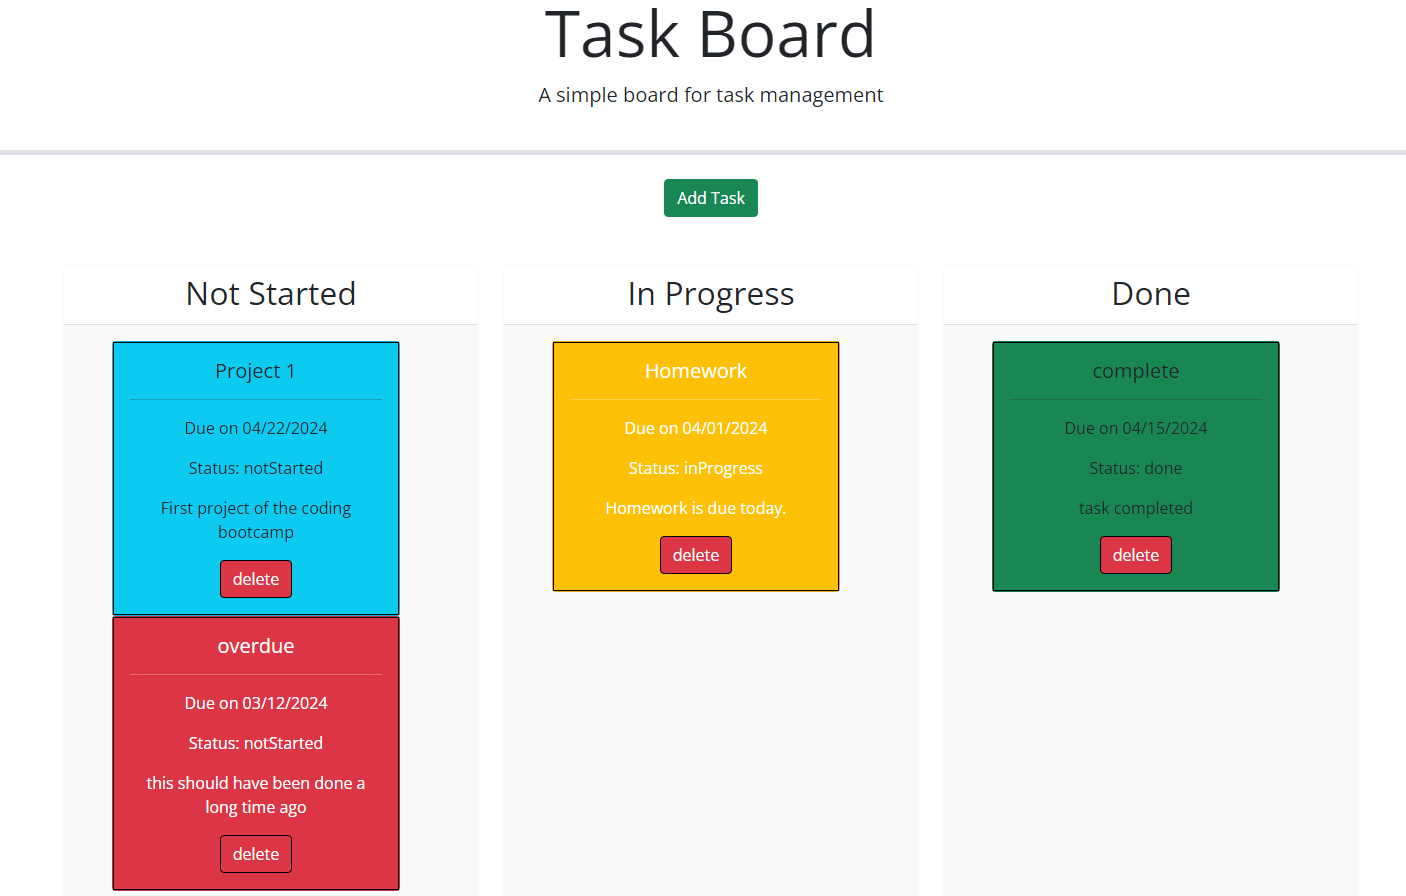 Task Board
A simple board for task management
Add Task
Not Started
Project 1
Due on 04/22/2024
Status: notStarted
First project of the coding
bootcamp
delete
overdue
Due on 03/12/2024
Status: notStarted
this should have been done a
long time ago
delete
In Progress
Homework
Due on 04/01/2024
Status: inProgress
Homework is due today.
delete
Done
complete
Due on 04/15/2024
Status: done
task completed
delete